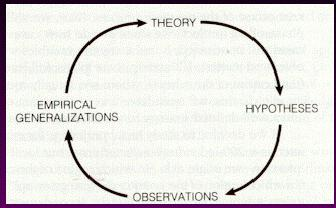 THEORY
HYPOTHESES
OBSERVATIONS
EMPIRICAL
GENERALIZATIONS